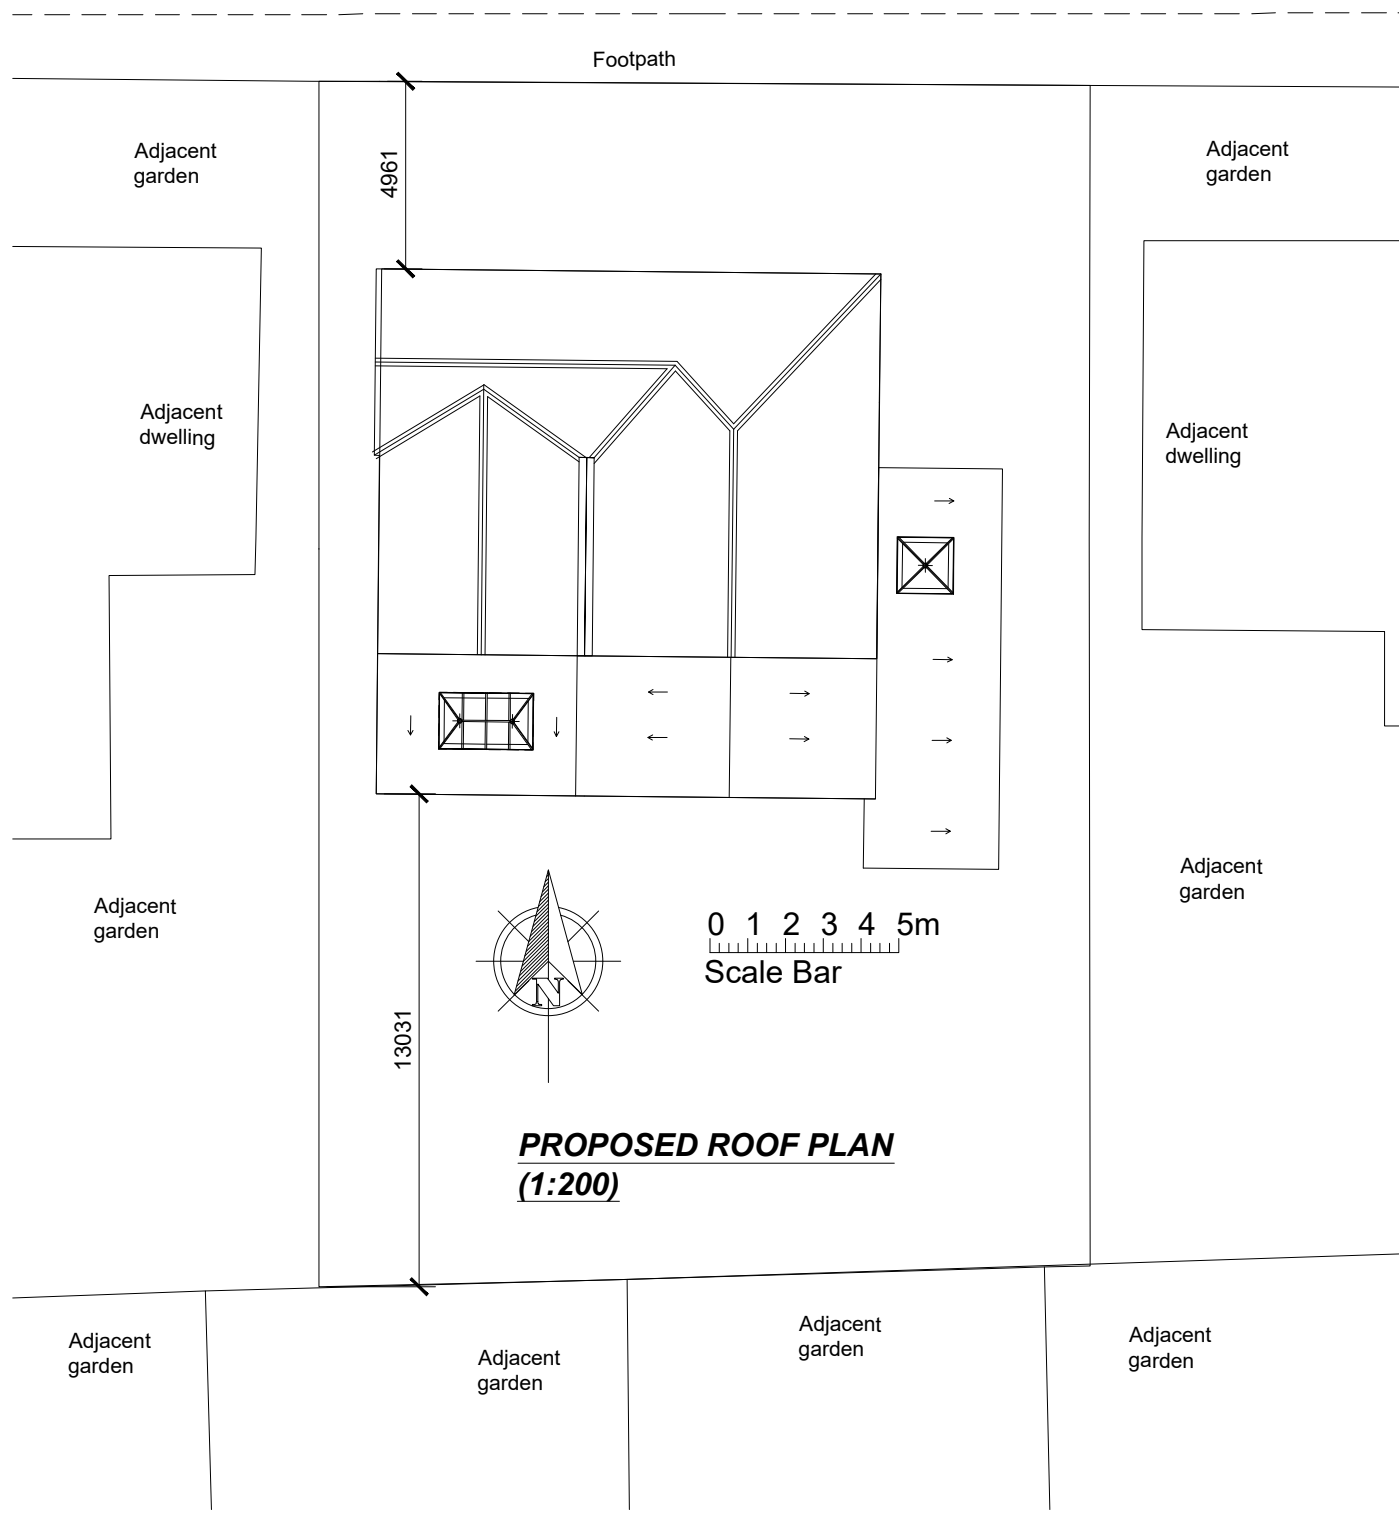 Footpath
Adjacent
garden
Adjacent
garden
4961
Adjacent
dwelling
Adjacent
dwelling
Adjacent
garden
Adjacent
garden
0 1 2 3 4 5m
Scale Bar
N
13031
PROPOSED ROOF PLAN
(1:200)
Adjacent
garden
Adjacent
garden
Adjacent
garden
Adjacent
garden